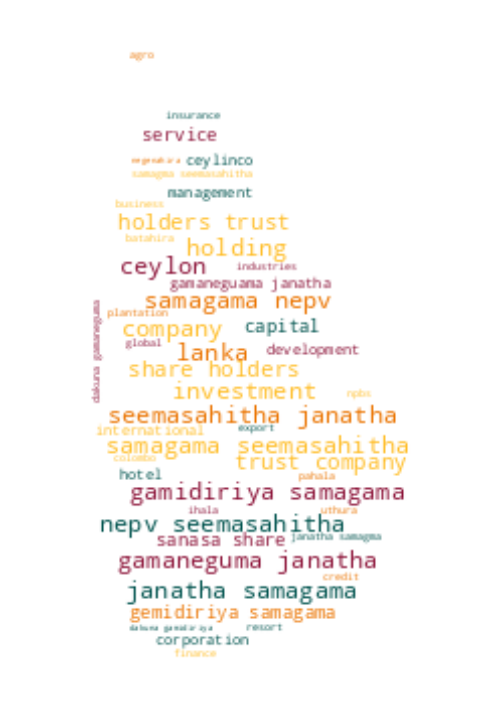 agro
insurance
service
negenahira ceylinco
samagma seemasahitha
management
business
holders trust
batahira holding
ceylon industries
gamaneguama janatha
samagama nepv
dakuna gamaneguma
plantation
company capital
global lanka development
share holders
investment npbs
seemasahitha janatha
international export
samagama seemasahitha
colombo trust company
hotel pahala
gamidiriya samagama
ihala uthura
nepv seemasahitha
sanasa share janatha samagma
gamaneguma janatha
credit
janatha samagama
gemidiriya samagama
dakuna gamidiriya resort
corporation
finance